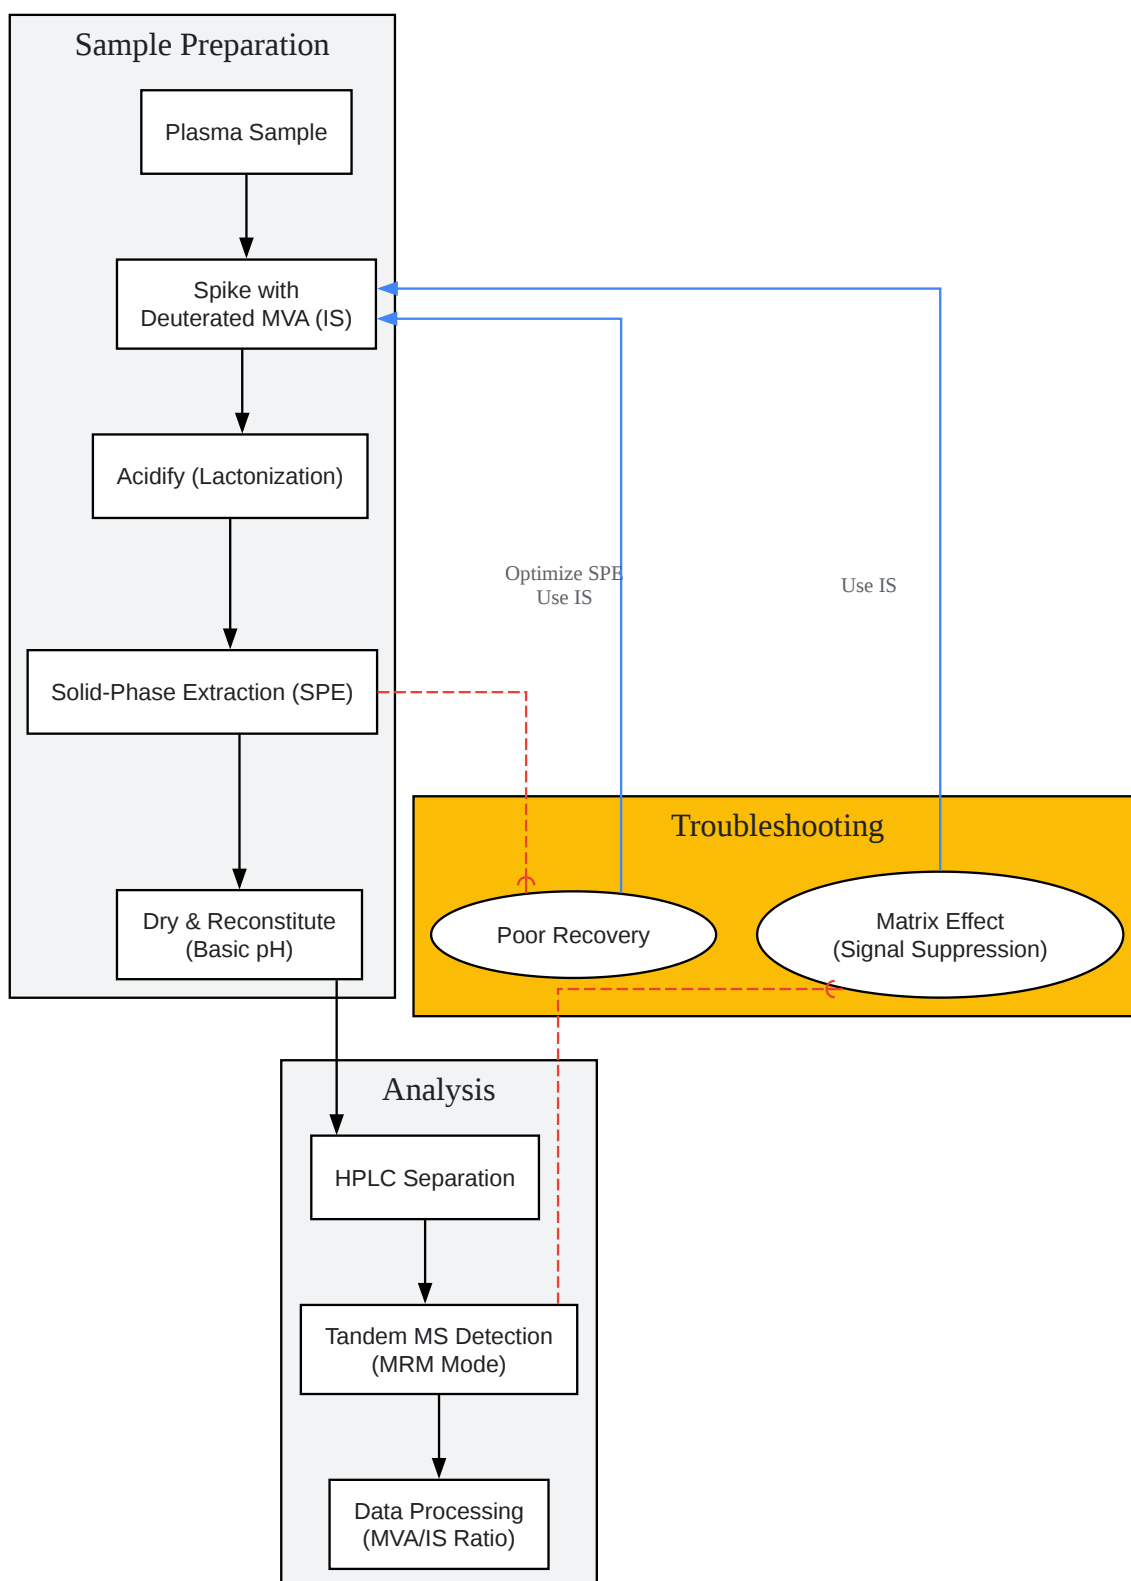 Sample Preparation
Plasma Sample
Spike with
Deuterated MVA (IS)
Acidify (Lactonization)
Optimize SPE
Use IS
Use IS
Solid-Phase Extraction (SPE)
Troubleshooting
Dry & Reconstitute
(Basic pH)
Poor Recovery
Matrix Effect
(Signal Suppression)
Analysis
HPLC Separation
Tandem MS Detection
(MRM Mode)
Data Processing
(MVA/IS Ratio)